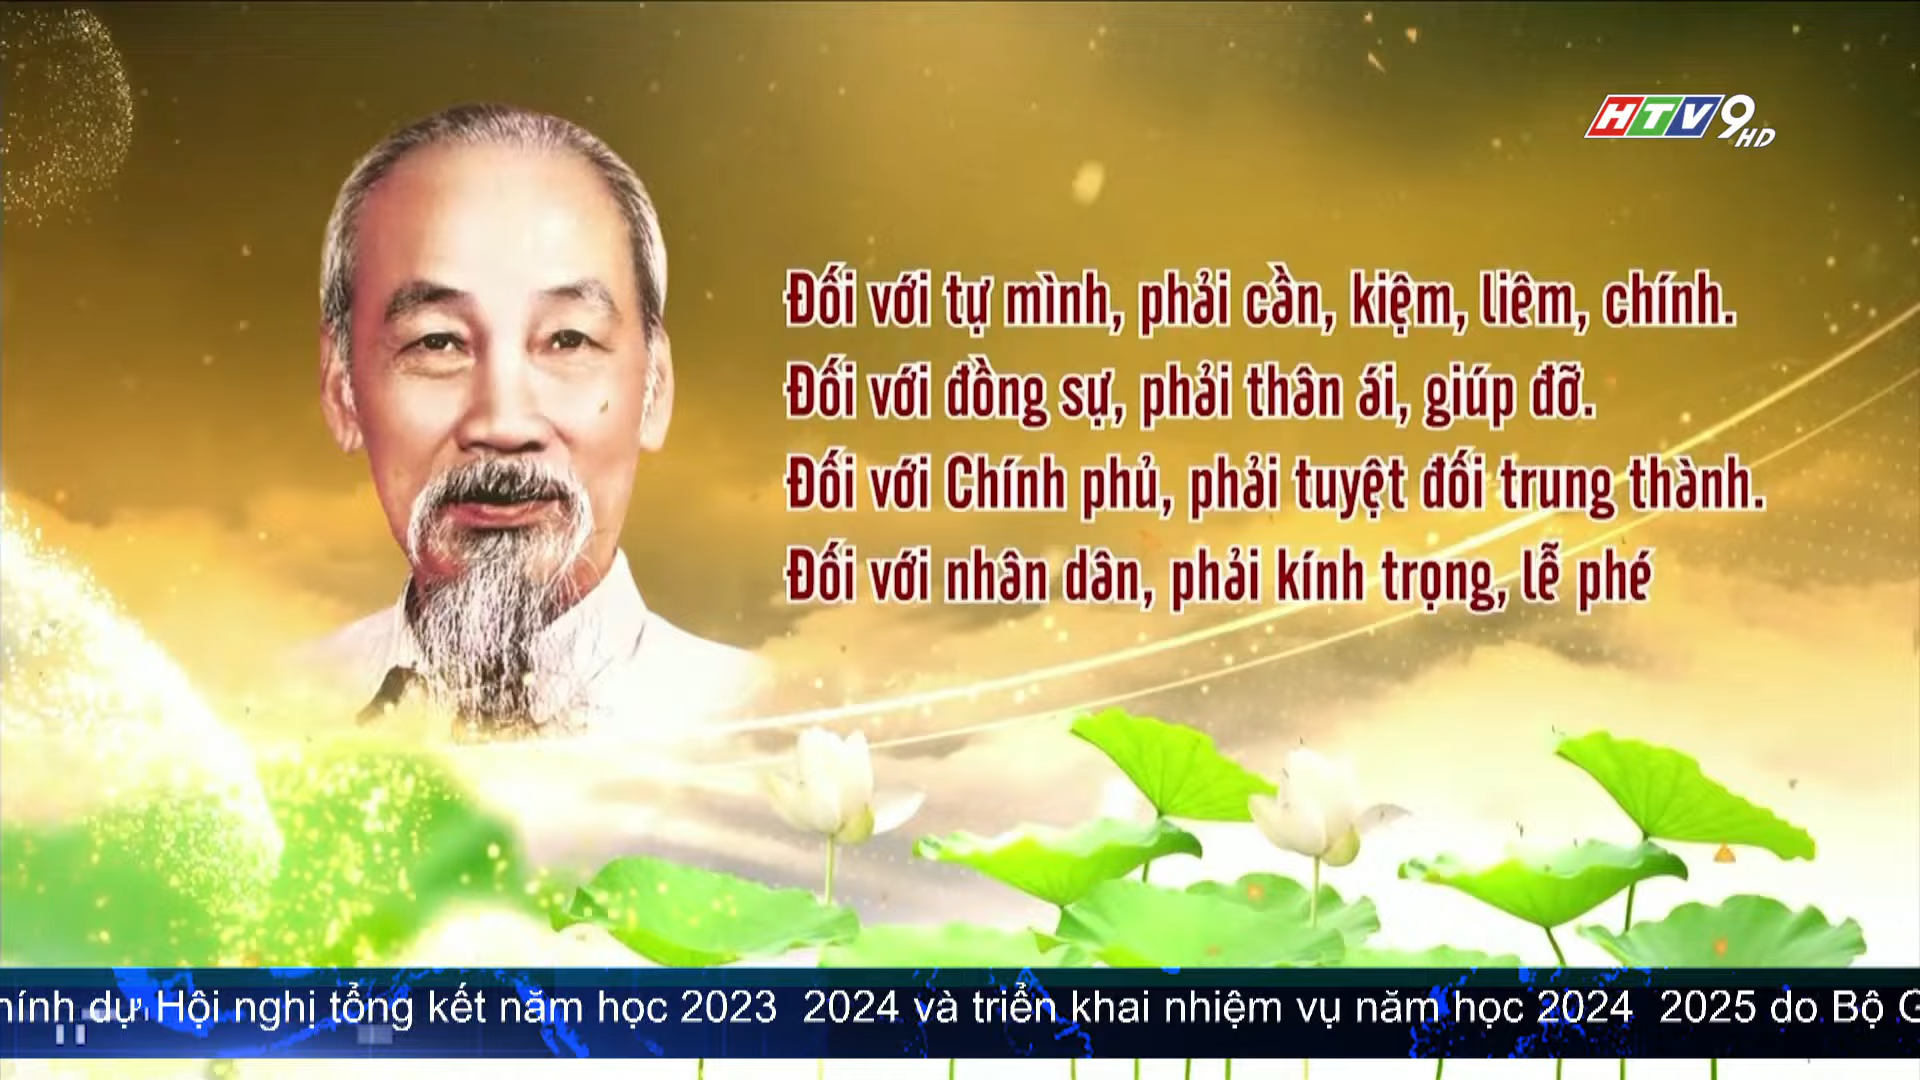 HTV9 HD
Đối với tự mình, phải cần, kiệm, liêm, chính.
Đối với đồng sự, phải thân ái, giúp đỡ.
Đối với Chính phủ, phải tuyệt đối trung thành.
Đối với nhân dân, phải kính trọng, lễ phé
dự Hội nghị tổng kết năm học 2023 2024 và triển khai nhiệm vụ năm học 2024 2025 do Bộ